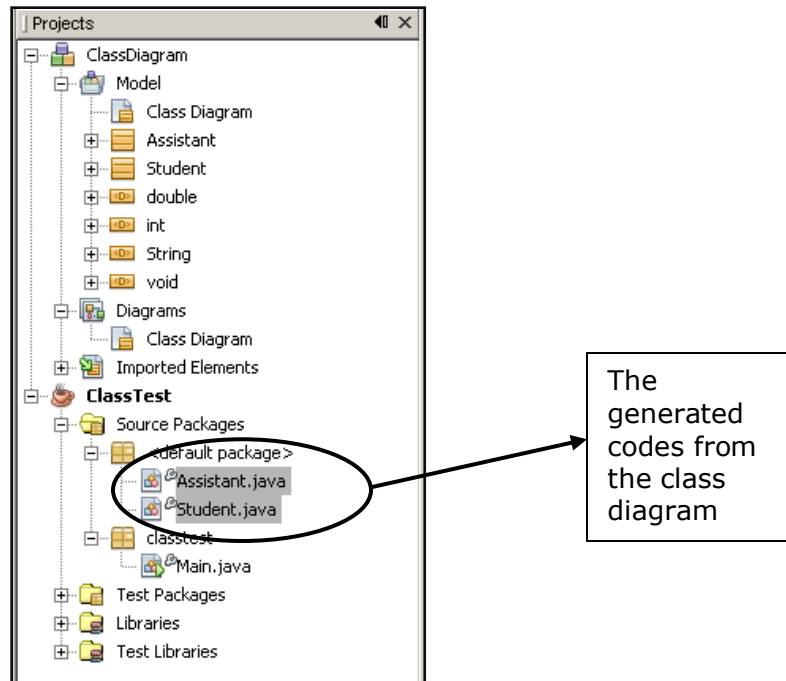 Projects
ClassDiagram
Model
Class Diagram
Assistant
Student
<D> double
<D> int
<D> String
<D> void
Diagrams
Class Diagram
Imported Elements
ClassTest
Source Packages
<default package>
Assistant.java
Student.java
classtest
Main.java
Test Packages
Libraries
Test Libraries
The
generated
codes from
the class
diagram